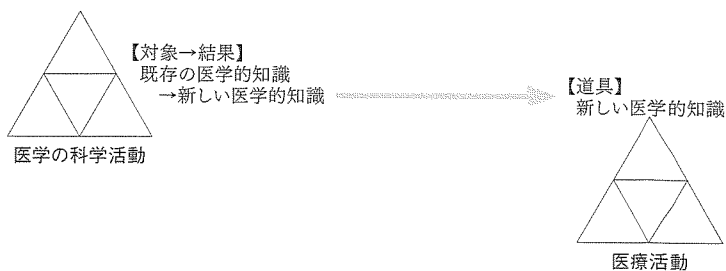 【対象→結果】
既存の医学的知識
→新しい医学的知識
医学の科学活動
【道具】
新しい医学的知識
医療活動